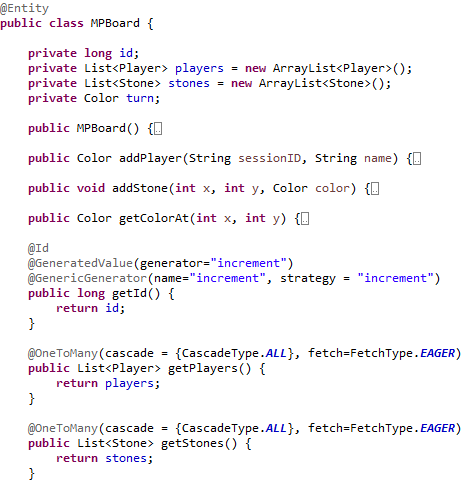 @Entity
public class MPBoard {
private long id;
private List<Player> players = new ArrayList<Player>();
private List<Stone> stones = new ArrayList<Stone>();
private Color turn;
public MPBoard() {..
public Color addPlayer(String sessionID, String name) {..
public void addStone(int x, int y, Color color) {..
public Color getColorAt(int x, int y) {..
@Id
@GeneratedValue(generator="increment")
@GenericGenerator(name="increment", strategy = "increment")
public long getId() {
return id;
}
@OneToMany(cascade = {CascadeType.ALL}, fetch=FetchType.EAGER)
public List<Player> getPlayers() {
return players;
}
@OneToMany(cascade = {CascadeType.ALL}, fetch=FetchType.EAGER)
public List<Stone> getStones() {
return stones;
}